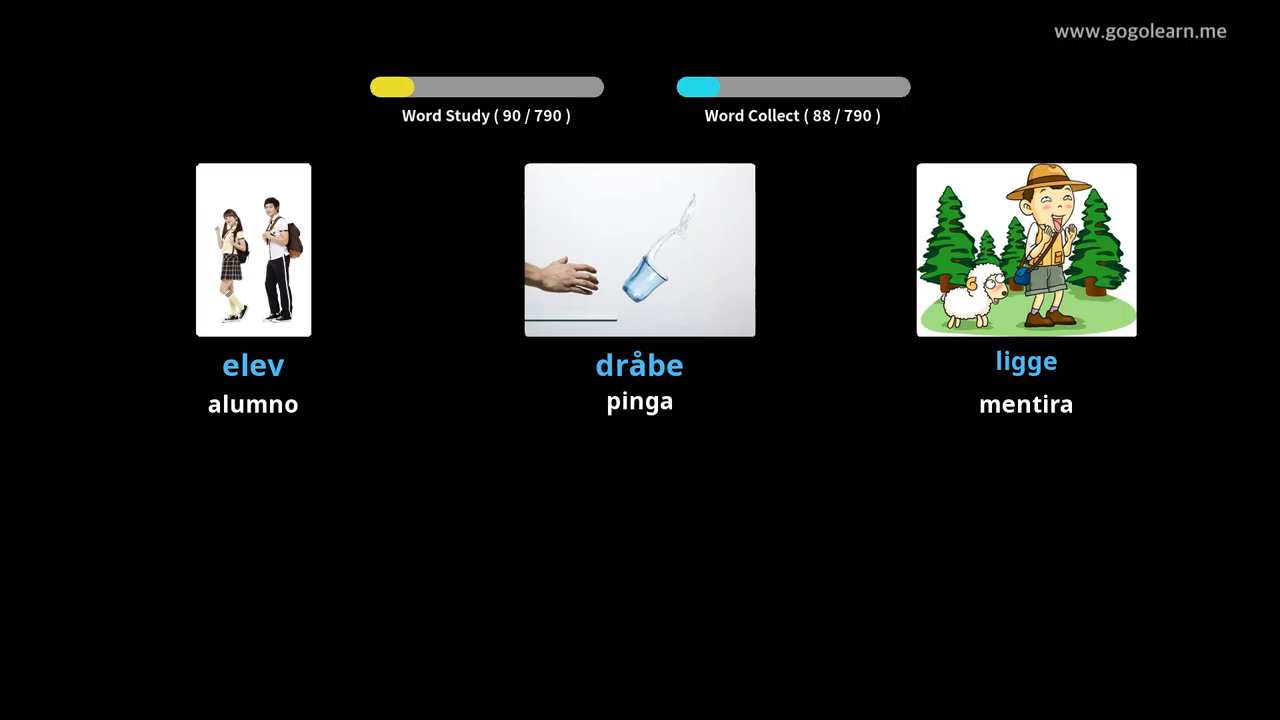 www.gogolearn.me
Word Study ( 90 / 790 )
Word Collect ( 88 / 790 )
elev
alumno
dråbe
pinga
ligge
mentira